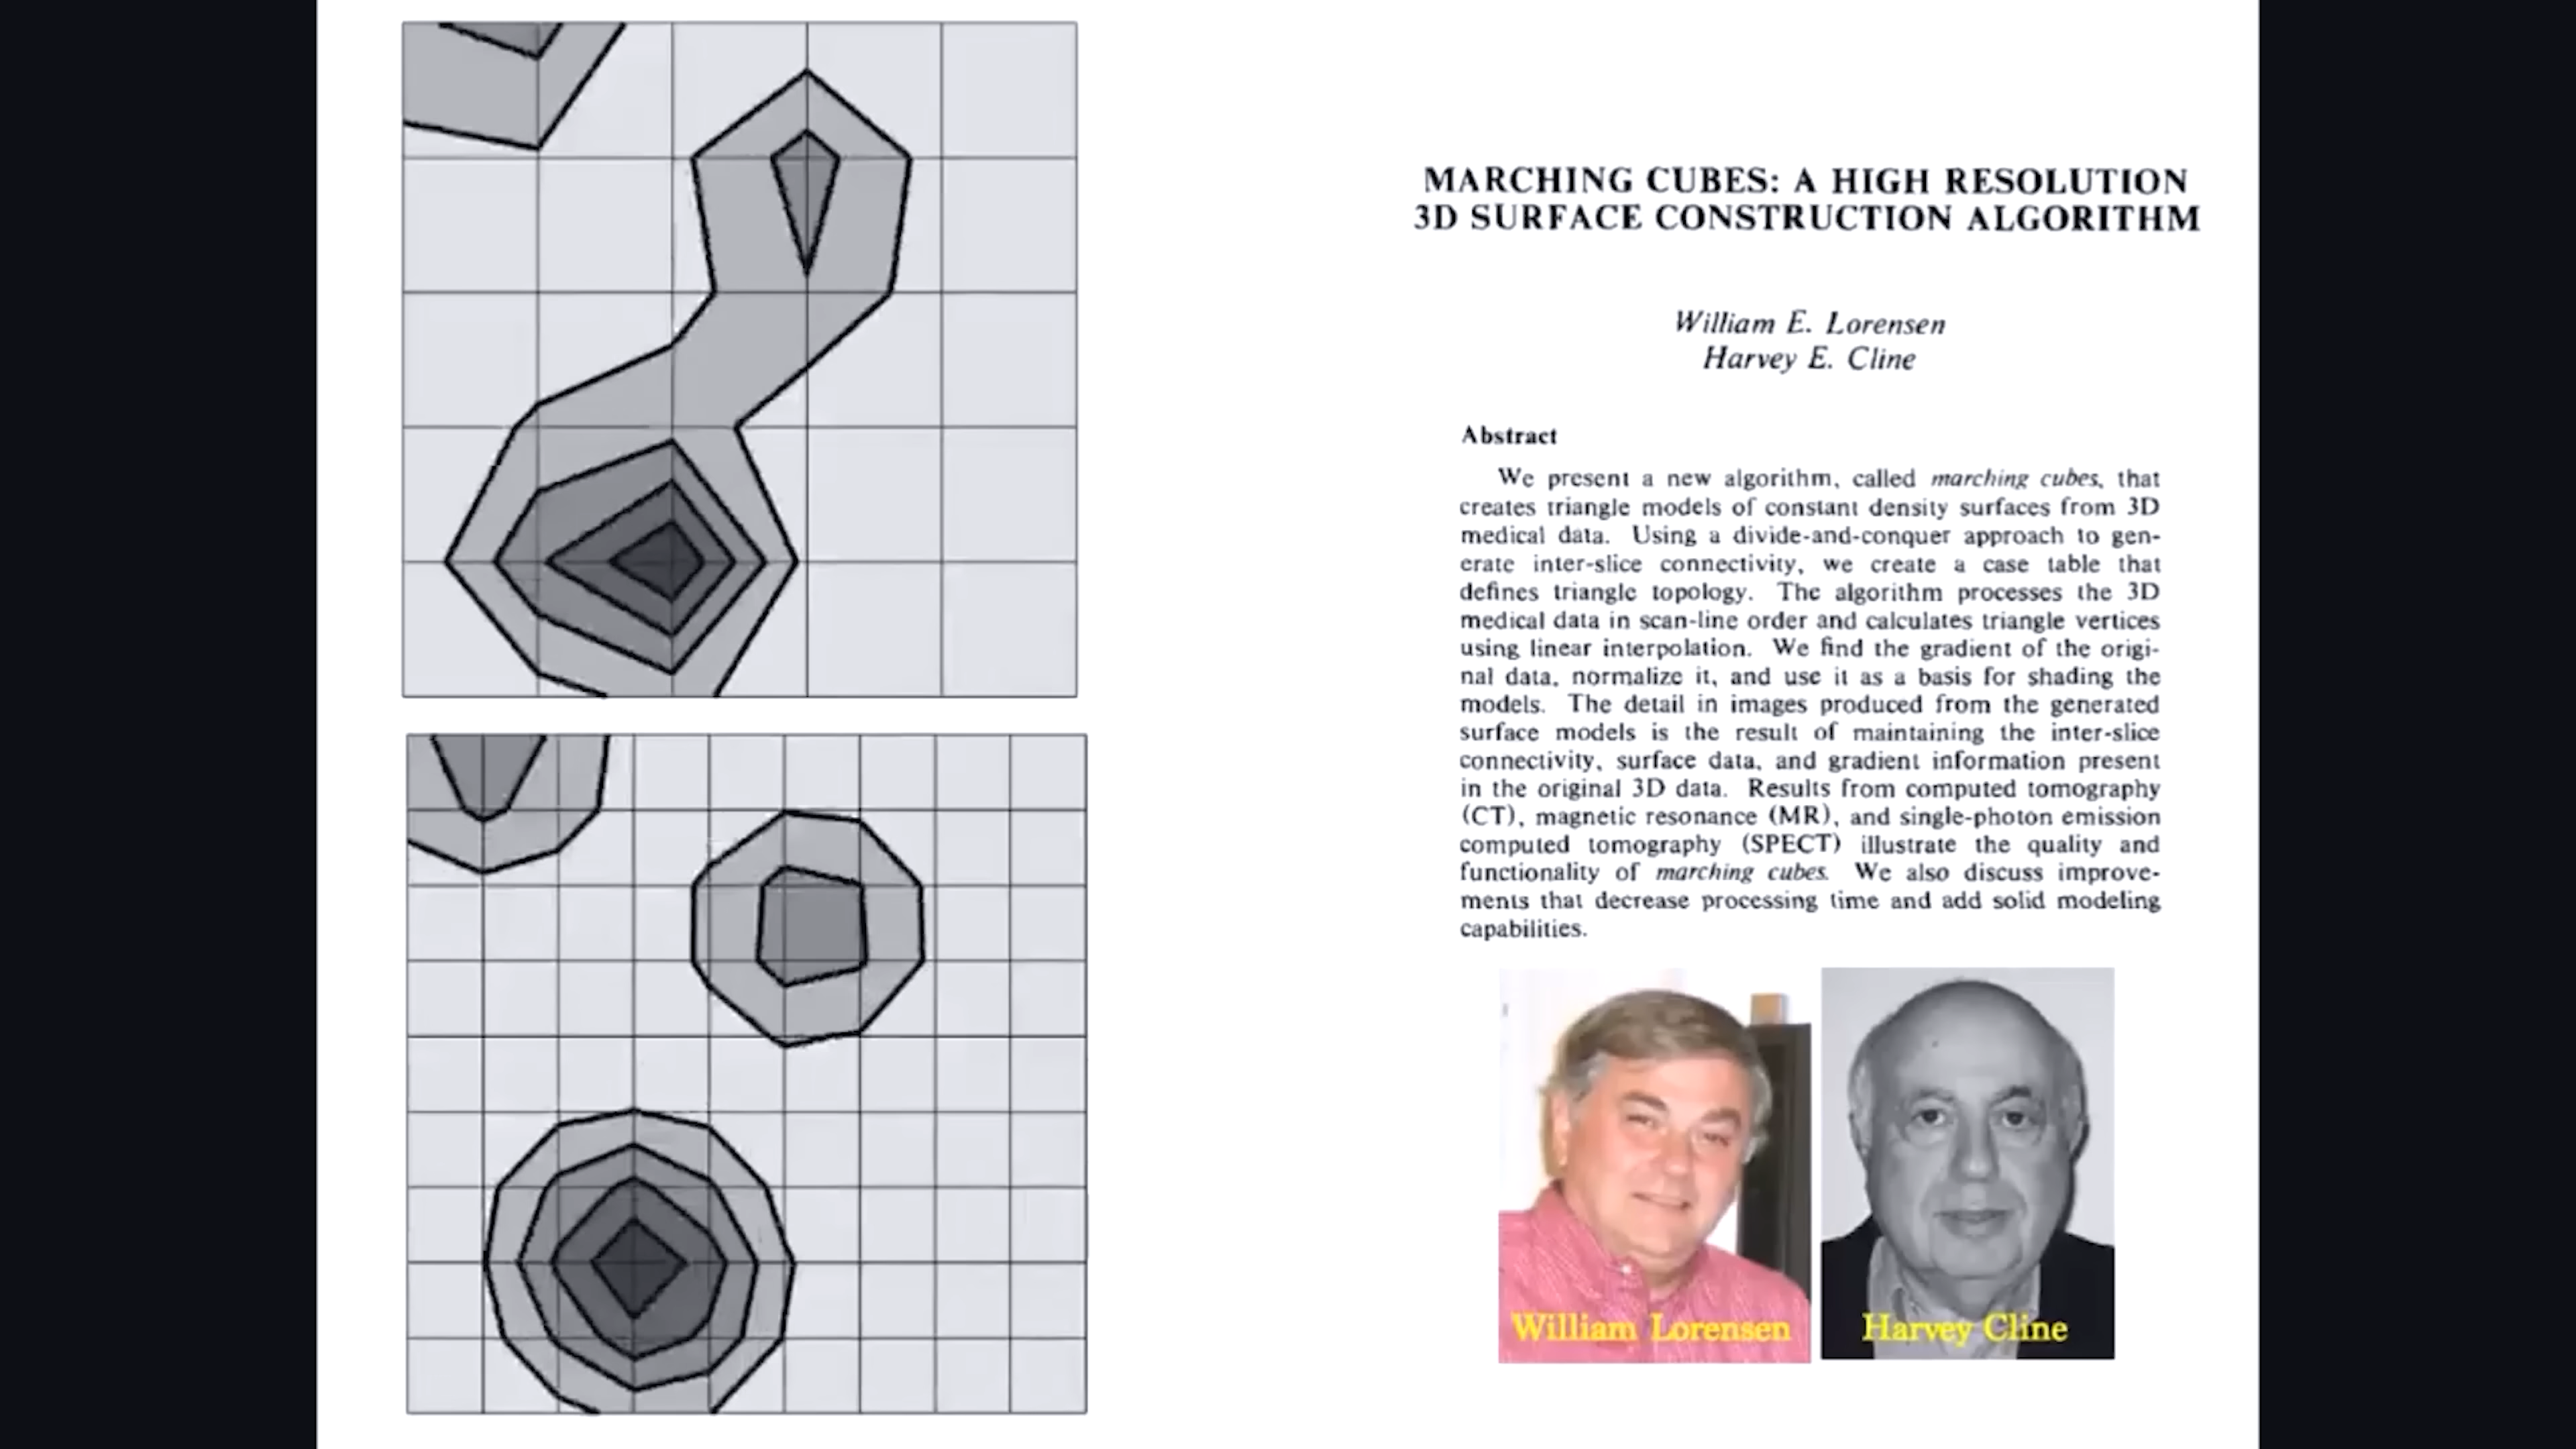 MARCHING CUBES: A HIGH RESOLUTION
3D SURFACE CONSTRUCTION ALGORITHM
William E. Lorensen
Harvey E. Cline
Abstract
We present a new algorithm, called marching cubes, that
creates triangle models of constant density surfaces from 3D
medical data. Using a divide-and-conquer approach to gen-
erate inter-slice connectivity, we create a case table that
defines triangle topology. The algorithm processes the 3D
medical data in scan-line order and calculates triangle vertices
using linear interpolation. We find the gradient of the origi-
nal data, normalize it, and use it as a basis for shading the
models. The detail in images produced from the generated
surface models is the result of maintaining the inter-slice
connectivity, surface data, and gradient information present
in the original 3D data. Results from computed tomography
(CT), magnetic resonance (MR), and single-photon emission
computed tomography (SPECT) illustrate the quality and
functionality of marching cubes. We also discuss improve-
ments that decrease processing time and add solid modeling
capabilities.
William Lorensen
Harvey Cline